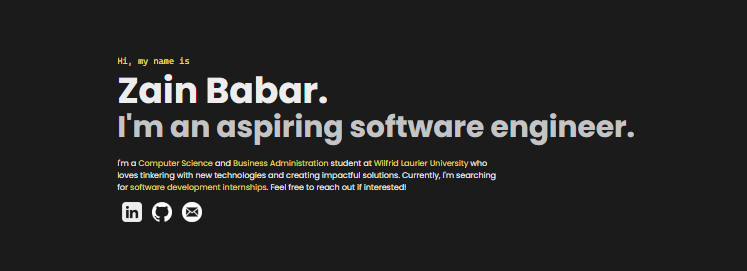 Hi, my name is
Zain Babar.
I'm an aspiring software engineer.
I'm a Computer Science and Business Administration student at Wilfrid Laurier University who
loves tinkering with new technologies and creating impactful solutions. Currently, I'm searching
for software development internships. Feel free to reach out if interested!
in